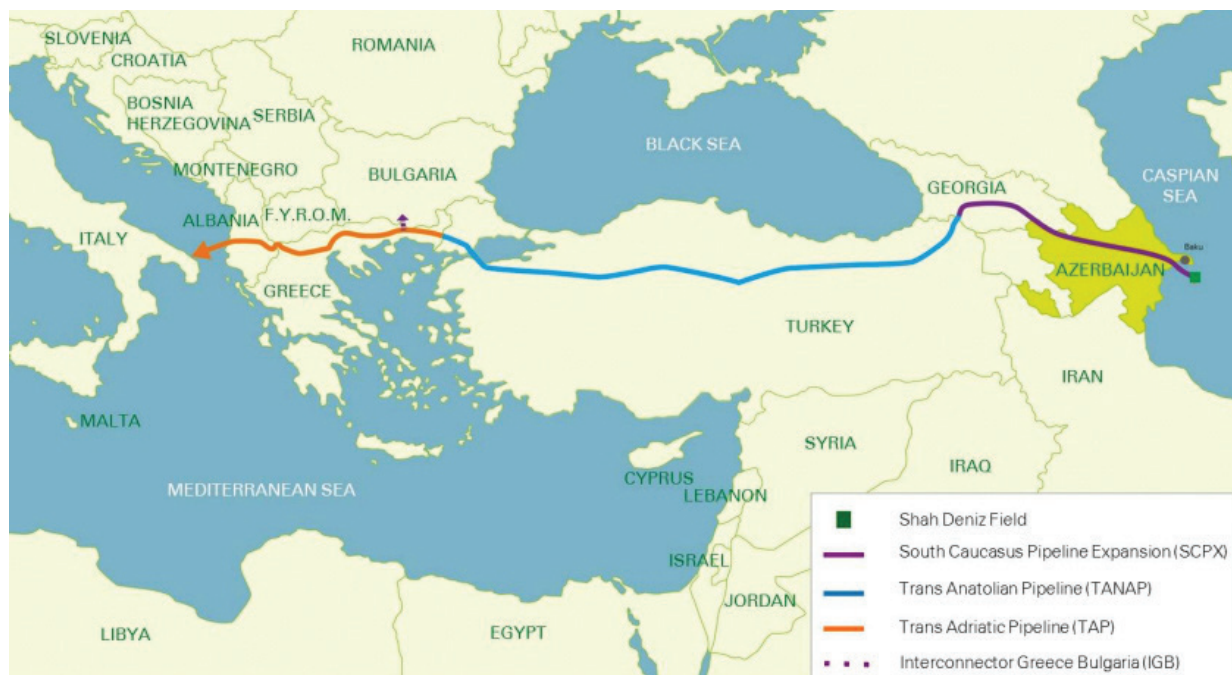 SLOVENIA
CROATIA
ROMANIA
BOSNIA
HERZEGOVINA
SERBIA
BLACK SEA
MONTENEGRO
BULGARIA
GEORGIA
CASPIAN
SEA
ALBANIA
F.Y.R.O.M.
ITALY
Baku
AZERBAIJAN
GREECE
TURKEY
IRAN
MALTA
SYRIA
IRAQ
CYPRUS
MEDITERRANEAN SEA
LEBANON
Shah Deniz Field
South Caucasus Pipeline Expansion (SCPX)
ISRAEL
Trans Anatolian Pipeline (TANAP)
JORDAN
LIBYA
EGYPT
Trans Adriatic Pipeline (TAP)
Interconnector Greece Bulgaria (IGB)